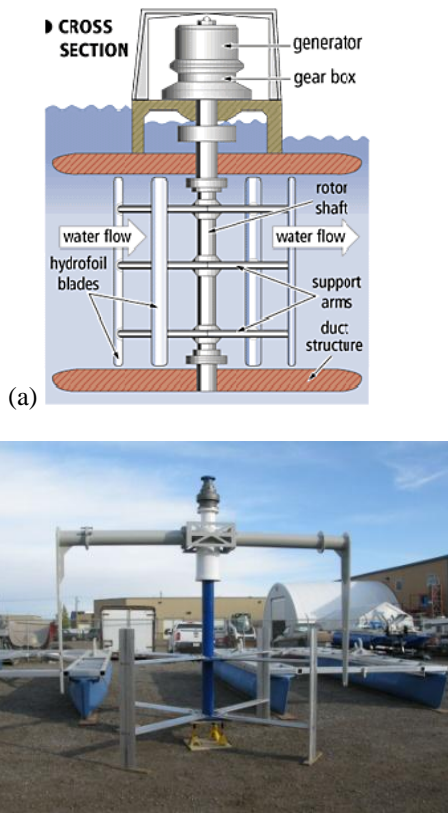 ◗ CROSS
SECTION
generator
gear box
rotor
shaft
water flow
water flow
hydrofoil
blades
support
arms
duct
structure
(a)